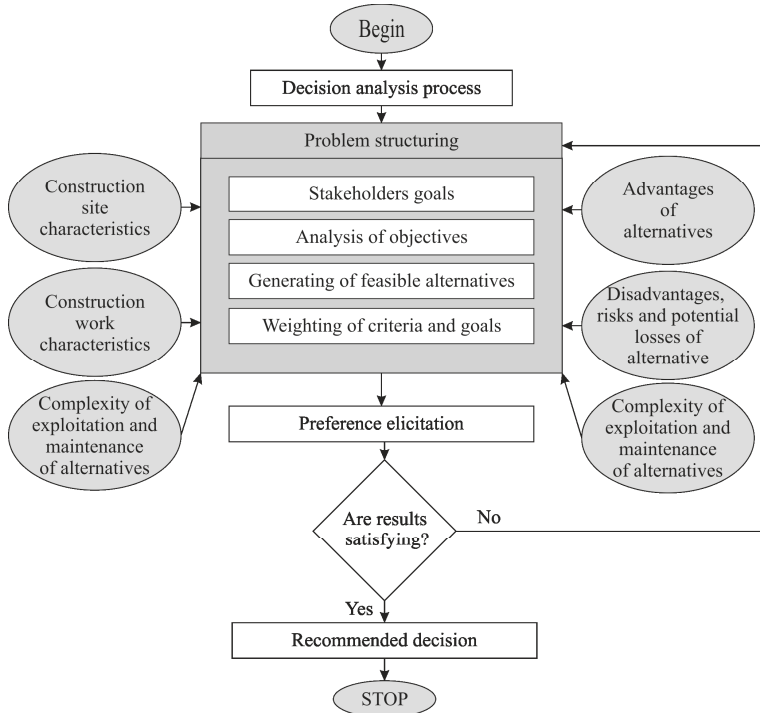 Begin
Decision analysis process
Problem structuring
Stakeholders goals
Analysis of objectives
Generating of feasible alternatives
Weighting of criteria and goals
Construction
site
characteristics
Construction
work
characteristics
Complexity of
exploitation and
maintenance
of alternatives
Advantages
of
alternatives
Disadvantages,
risks and potential
losses of
alternative
Complexity of
exploitation and
maintenance
of alternatives
Preference elicitation
Are results
satisfying?
No
Yes
Recommended decision
STOP